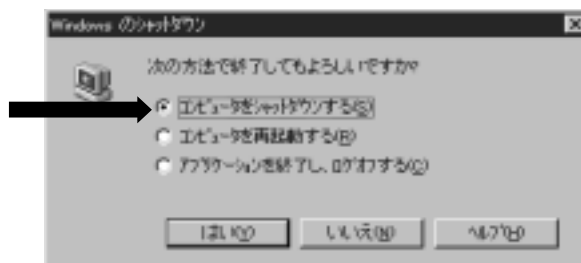 Windows のシャットダウン
次の方法で終了してもよろしいですか?
コンピュータをシャットダウンする(S)
コンピュータを再起動する(R)
アプリケーションを終了し、ログオフする(C)
はい(Y)
いいえ(N)
ヘルプ(H)